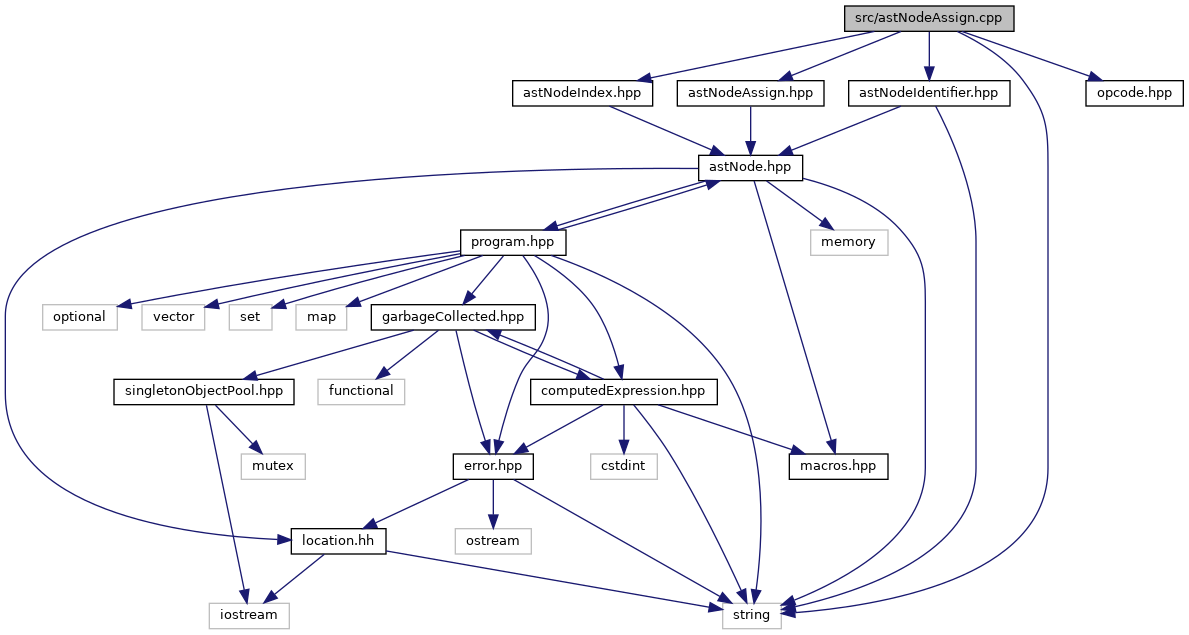 src/astNodeAssign.cpp
astNodeIndex.hpp
astNodeAssign.hpp
astNodeIdentifier.hpp
opcode.hpp
astNode.hpp
program.hpp
memory
optional
vector
set
map
garbageCollected.hpp
singletonObjectPool.hpp
functional
computedExpression.hpp
mutex
error.hpp
cstdint
macros.hpp
location.hh
ostream
iostream
string